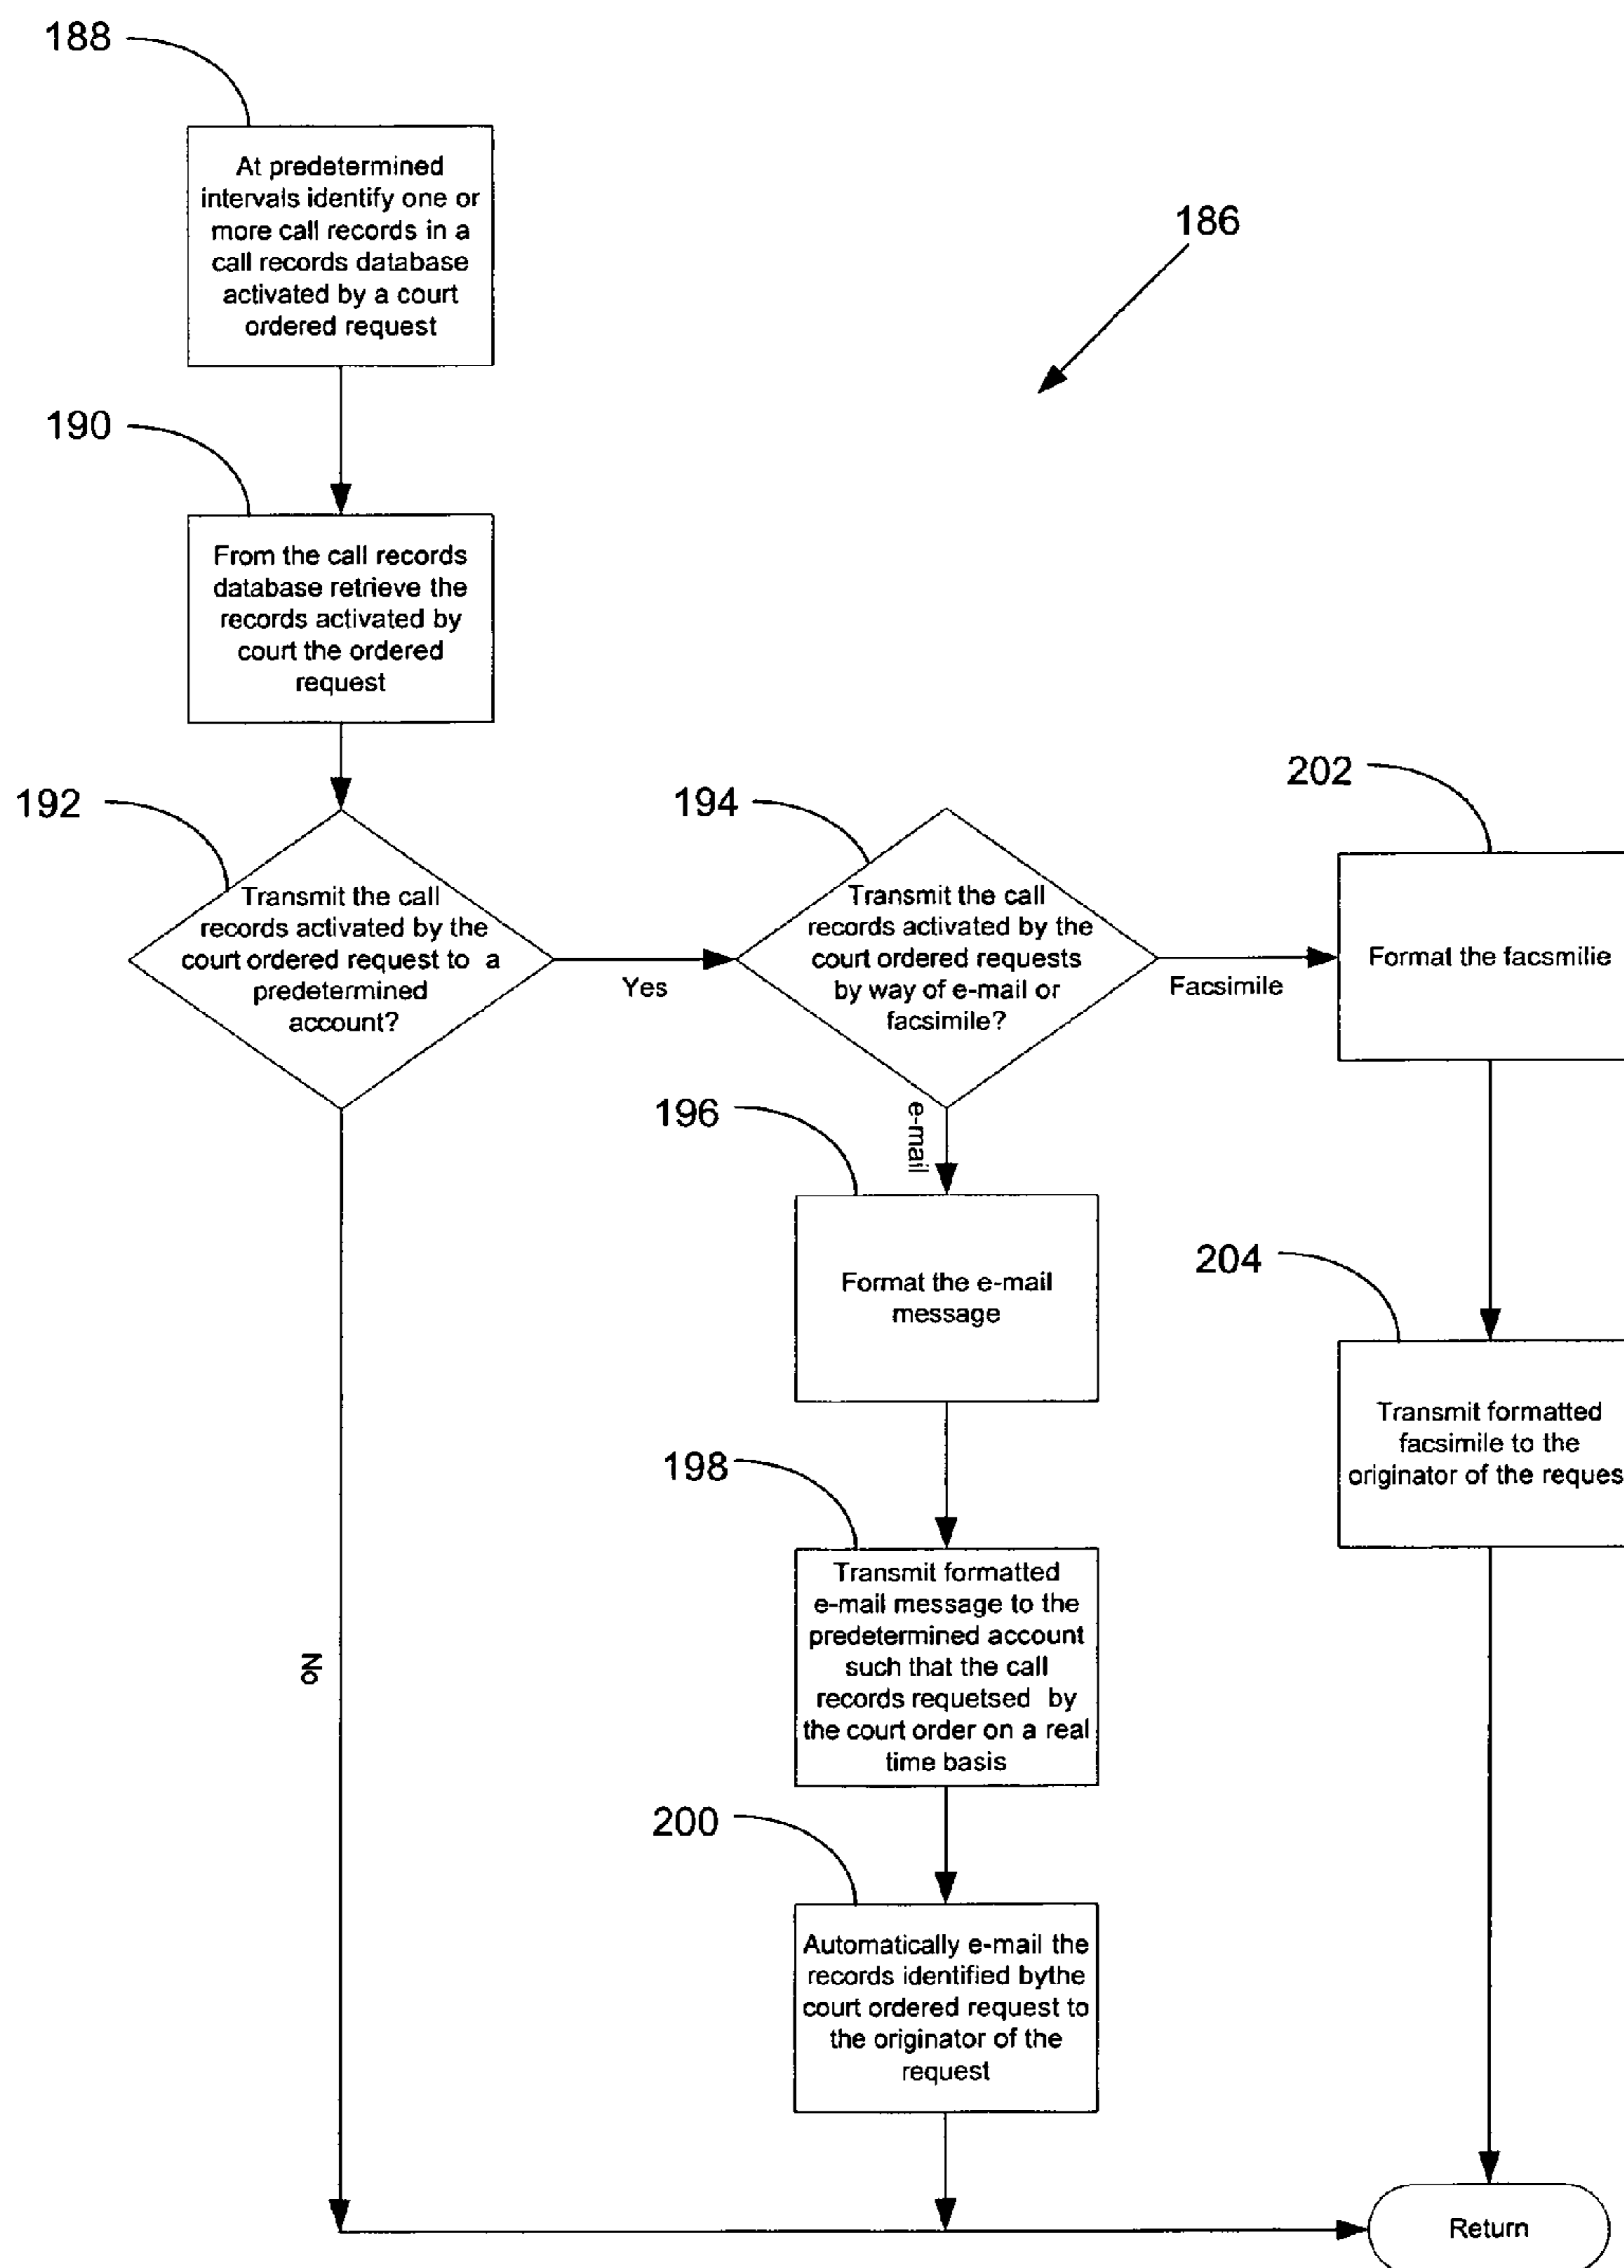 188
At predetermined
intervals identify one or
more call records in a
call records database
activated by a court
ordered request
186
190
From the call records
database retrieve the
records activated by
court the ordered
request
192
Transmit the call
records activated by the
court ordered request to a
predetermined
account?
Yes
No
194
Transmit the call
records activated by the
court ordered requests
by way of e-mail or
facsimile?
Facsimile
e-mail
202
Format the facsmilie
196
Format the e-mail
message
204
Transmit formatted
facsimile to the
originator of the reques
198
Transmit formatted
e-mail message to the
predetermined account
such that the call
records requetsed by
the court order on a real
time basis
200
Automatically e-mail the
records identified bythe
court ordered request to
the originator of the
request
Return